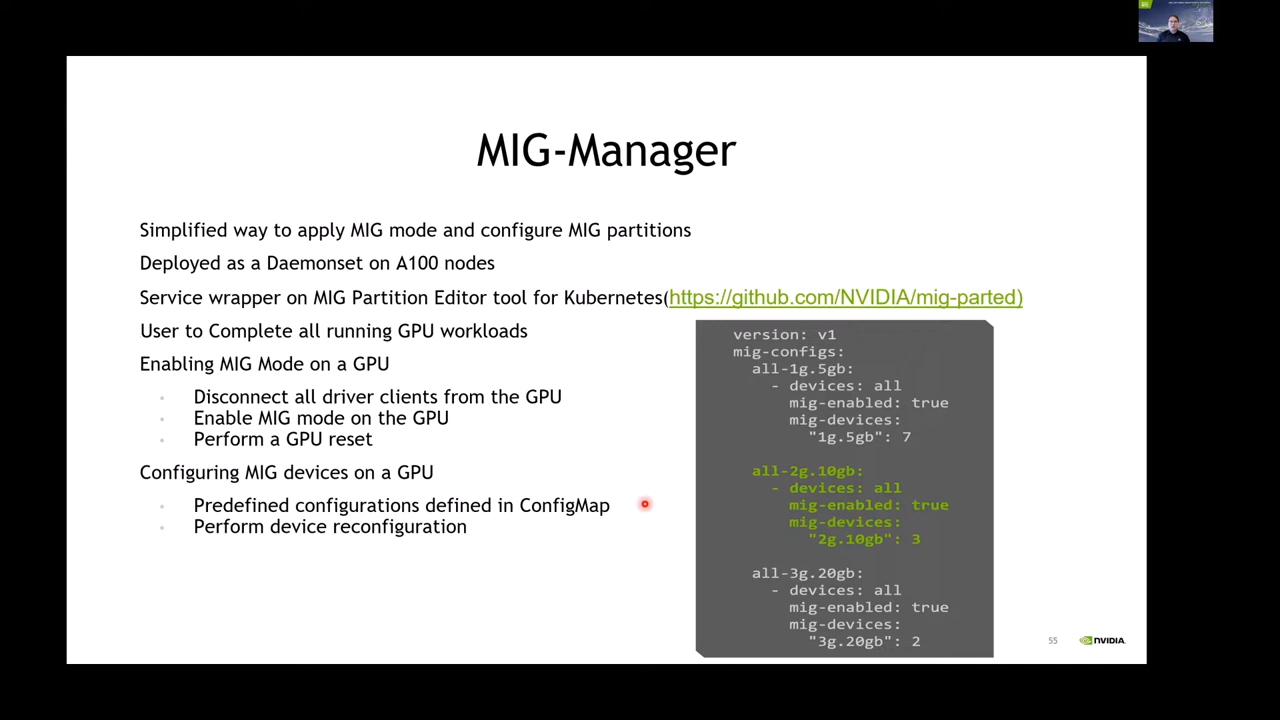 MIG-Manager
Simplified way to apply MIG mode and configure MIG partitions
Deployed as a Daemonset on A100 nodes
Service wrapper on MIG Partition Editor tool for Kubernetes(https://github.com/NVIDIA/mig-parted)
User to Complete all running GPU workloads
Enabling MIG Mode on a GPU
Disconnect all driver clients from the GPU
Enable MIG mode on the GPU
Perform a GPU reset
Configuring MIG devices on a GPU
Predefined configurations defined in ConfigMap
Perform device reconfiguration
version: v1
mig-configs:
all-1g.5gb:
- devices: all
mig-enabled: true
mig-devices:
"1g.5gb": 7
all-2g.10gb:
- devices: all
mig-enabled: true
mig-devices:
"2g.10gb": 3
all-3g.20gb:
- devices: all
mig-enabled: true
mig-devices:
"3g.20gb": 2
55
NVIDIA.